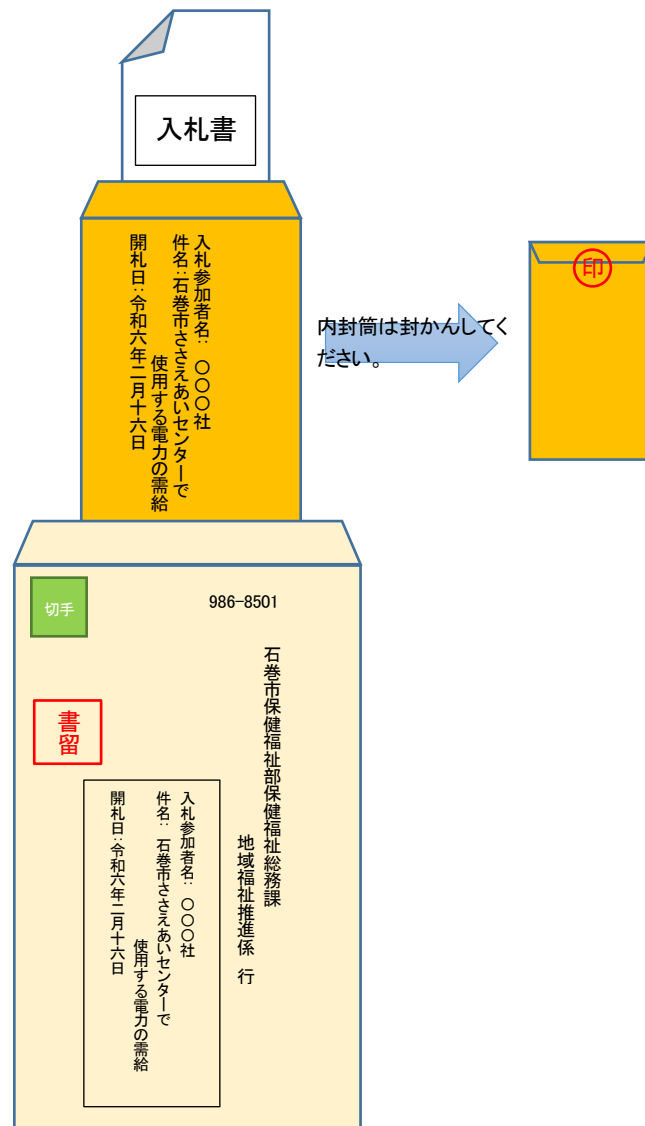 入札書
入札参加者名：　〇〇〇社
件名：石巻市ささえあいセンターで
使用する電力の需給
開札日：令和六年二月十六日
内封筒は封かんしてく
ださい。
印
切手
986-8501
書留
石巻市保健福祉部保健福祉総務課
地域福祉推進係　行
入札参加者名：　〇〇〇社
件名：　石巻市ささえあいセンターで
使用する電力の需給
開札日：令和六年二月十六日